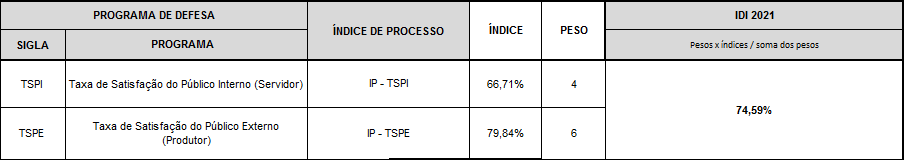 PROGRAMA DE DEFESA
ÍNDICE DE PROCESSO
ÍNDICE
PESO
IDI 2021
SIGLA
PROGRAMA
Pesos x índices / soma dos pesos
TSPI
Taxa de Satisfação do Público Interno (Servidor)
IP - TSPI
66,71%
4
74,59%
TSPE
Taxa de Satisfação do Público Externo
(Produtor)
IP - TSPE
79,84%
6